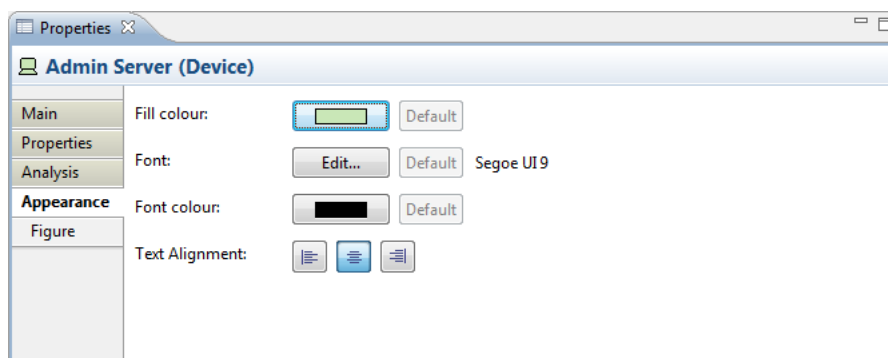 Properties
Admin Server (Device)
Main
Properties
Analysis
Appearance
Figure
Fill colour: Default
Font: Edit... Default Segoe UI 9
Font colour: Default
Text Alignment: